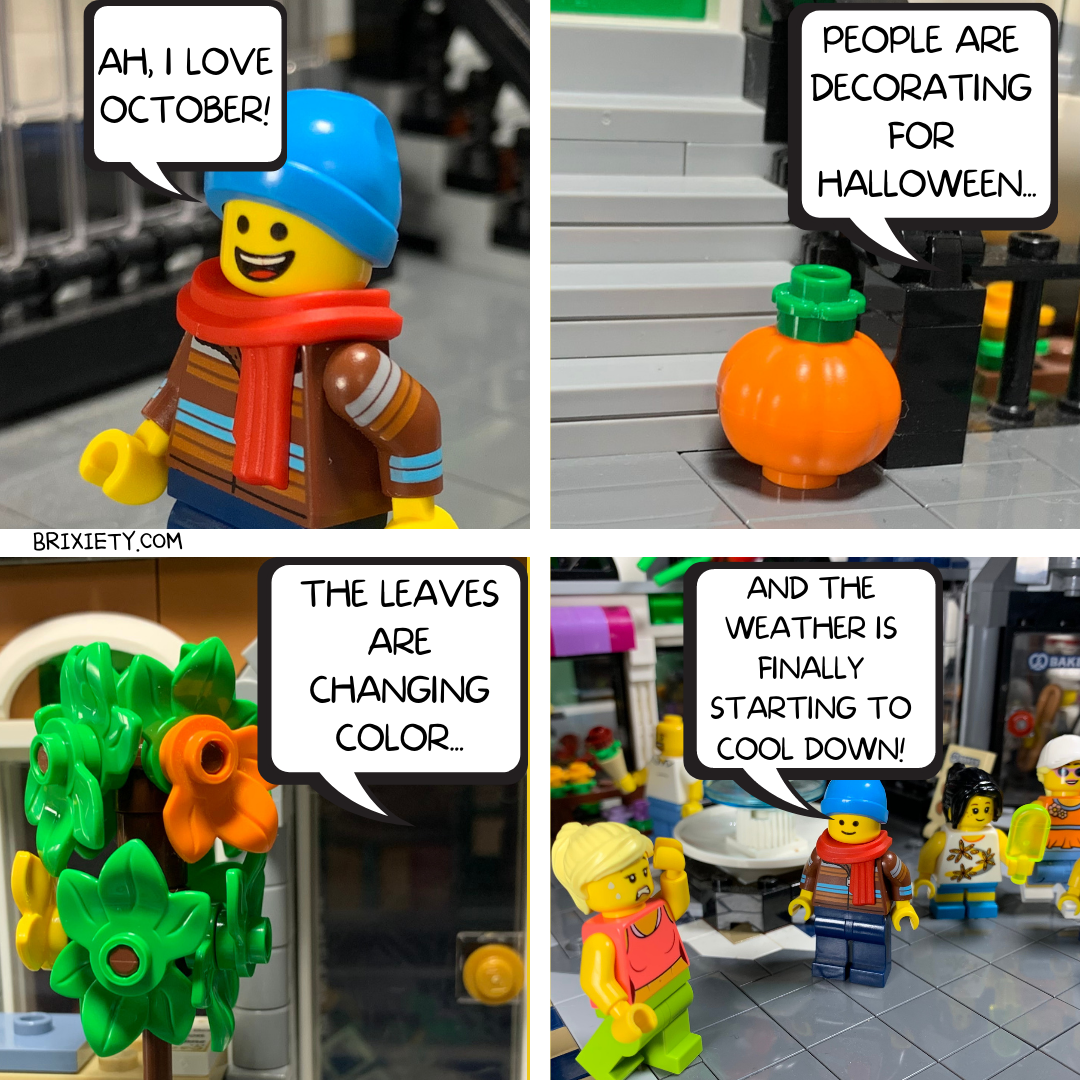 AH, I LOVE
OCTOBER!
PEOPLE ARE
DECORATING
FOR
HALLOWEEN...
BRIXIETY.COM
THE LEAVES
ARE
CHANGING
COLOR...
AND THE
WEATHER IS
FINALLY
STARTING TO
COOL DOWN!
BAKE